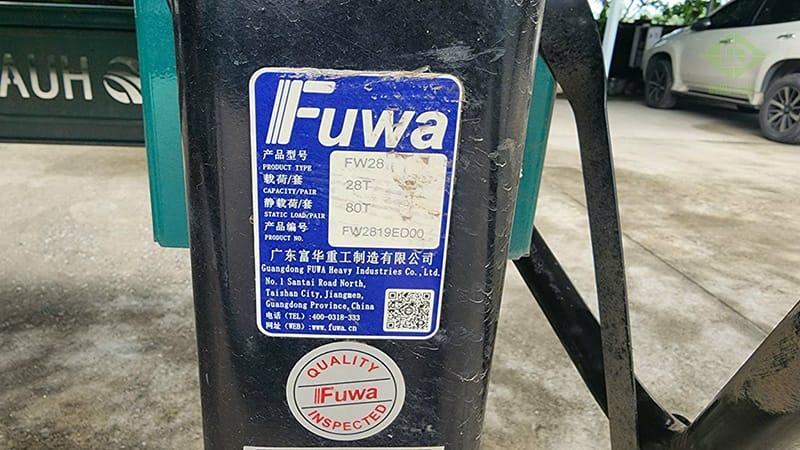 HUA
Fuwa
产品型号 FW28
PRODUCT TYPE
载荷/套 28T
CAPACITY/PAIR
静载荷/套 80T
STATIC LOAD/PAIR
产品编号 FW2819ED00
PRODUCT NO.
广东富华重工制造有限公司
Guangdong FUWA Heavy Industries Co., Ltd.
No. 1 Santai Road North,
Taishan City, Jiangmen,
Guangdong Province, China
电话 (TEL) :400-0318-333
网址 (WEB) :www.fuwa.cn
QUALITY
Fuwa
INSPECTED